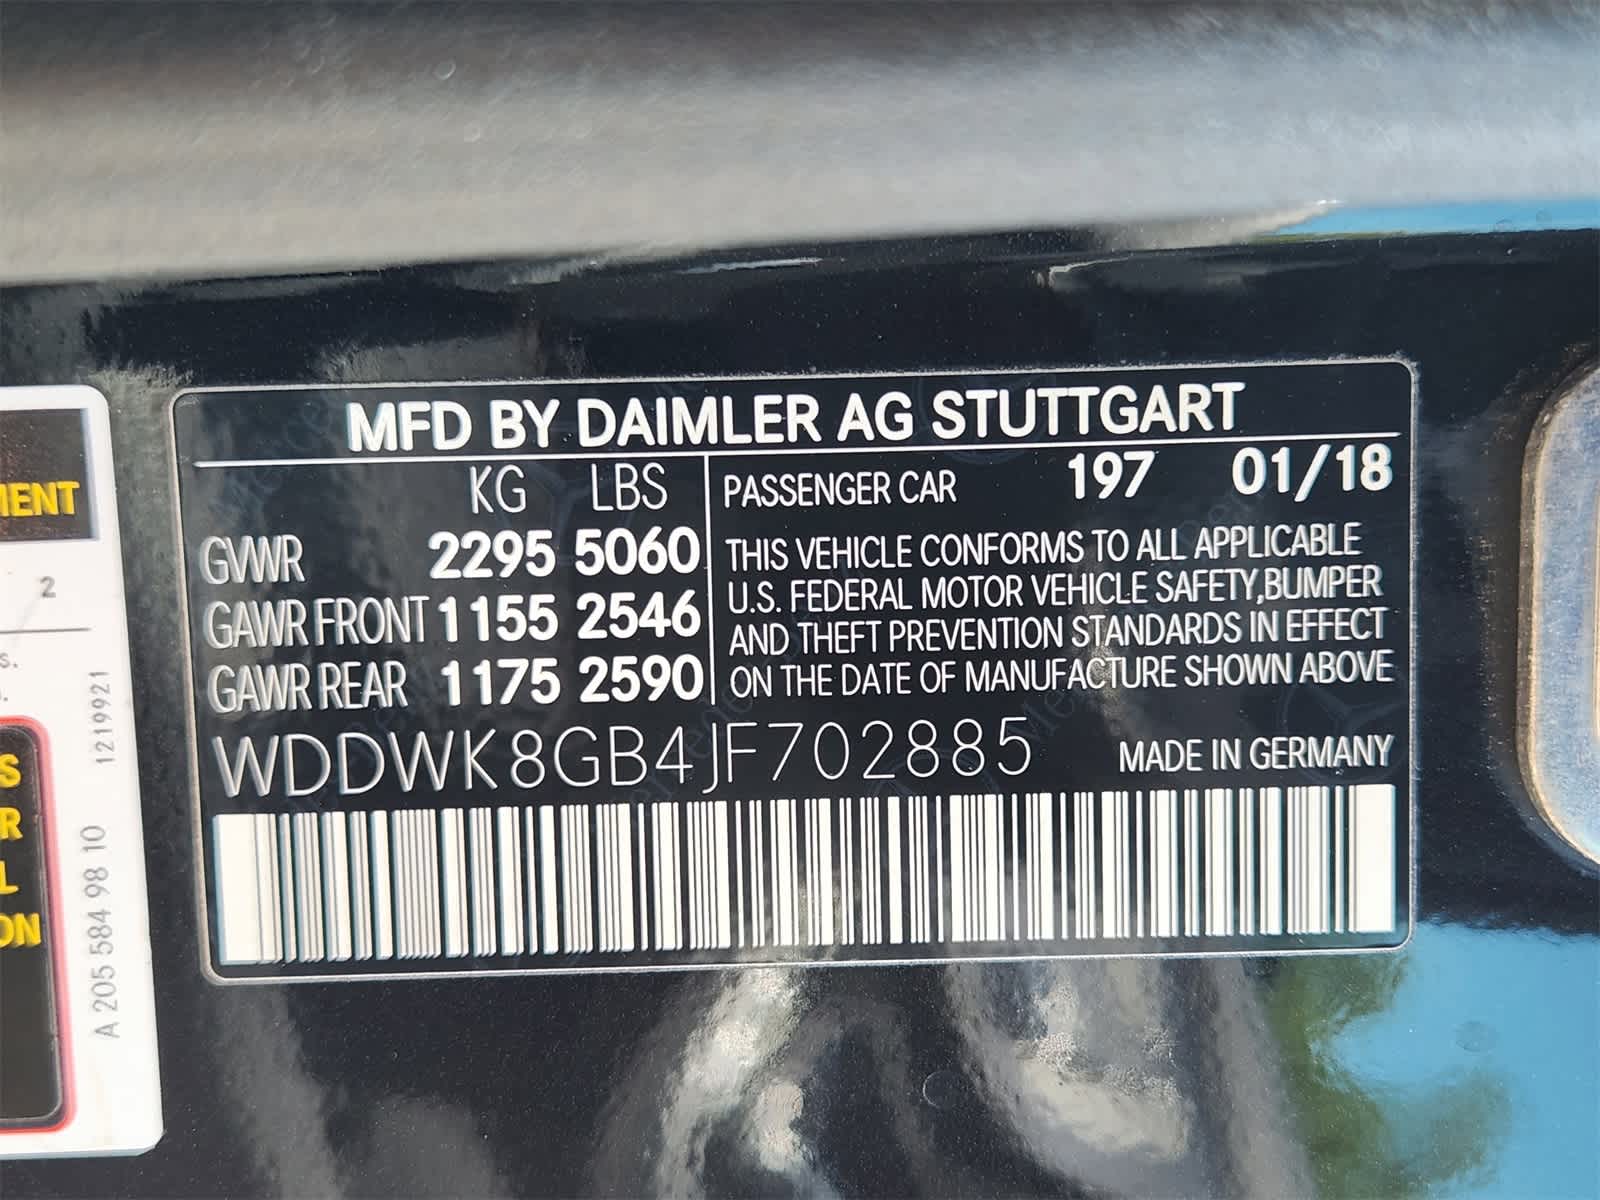 MFD BY DAIMLER AG STUTTGART
KG LBS
GVWR 2295 5060
GAWR FRONT 1155 2546
GAWR REAR 1175 2590
PASSENGER CAR 197 01/18
THIS VEHICLE CONFORMS TO ALL APPLICABLE
U.S. FEDERAL MOTOR VEHICLE SAFETY,BUMPER
AND THEFT PREVENTION STANDARDS IN EFFECT
ON THE DATE OF MANUFACTURE SHOWN ABOVE
WDDWK8GB4JF702885
MADE IN GERMANY
2
1219921
A 205 584 98 10